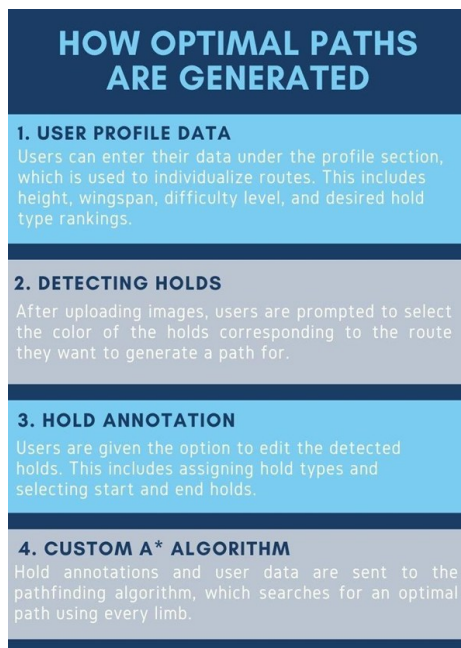 HOW OPTIMAL PATHS
ARE GENERATED
1. USER PROFILE DATA
Users can enter their data under the profile section,
which is used to individualize routes. This includes
height, wingspan, difficulty level, and desired hold
type rankings.
2. DETECTING HOLDS
After uploading images, users are prompted to select
the color of the holds corresponding to the route
they want to generate a path for.
3. HOLD ANNOTATION
Users are given the option to edit the detected
holds. This includes assigning hold types and
selecting start and end holds.
4. CUSTOM A* ALGORITHM
Hold annotations and user data are sent to the
pathfinding algorithm, which searches for an optimal
path using every limb.